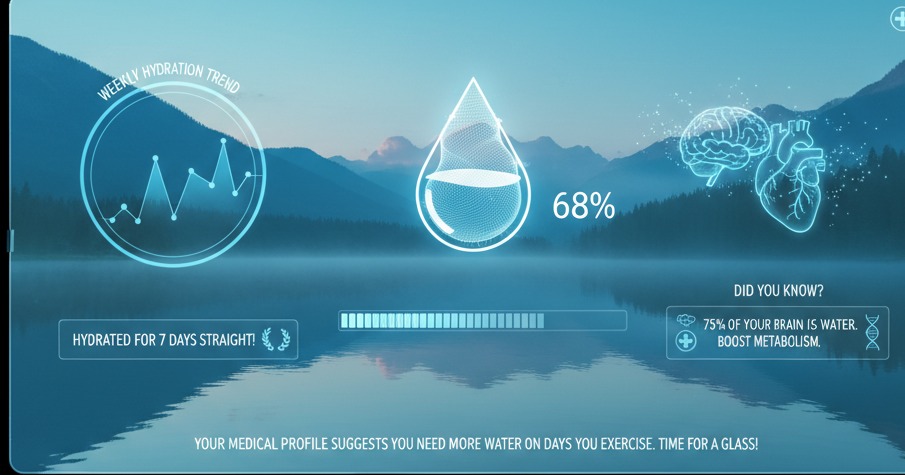 WEEKLY HYDRATION TREND
68%
HYDRATED FOR 7 DAYS STRAIGHT!
DID YOU KNOW?
75% OF YOUR BRAIN IS WATER.
BOOST METABOLISM.
YOUR MEDICAL PROFILE SUGGESTS YOU NEED MORE WATER ON DAYS YOU EXERCISE. TIME FOR A GLASS!